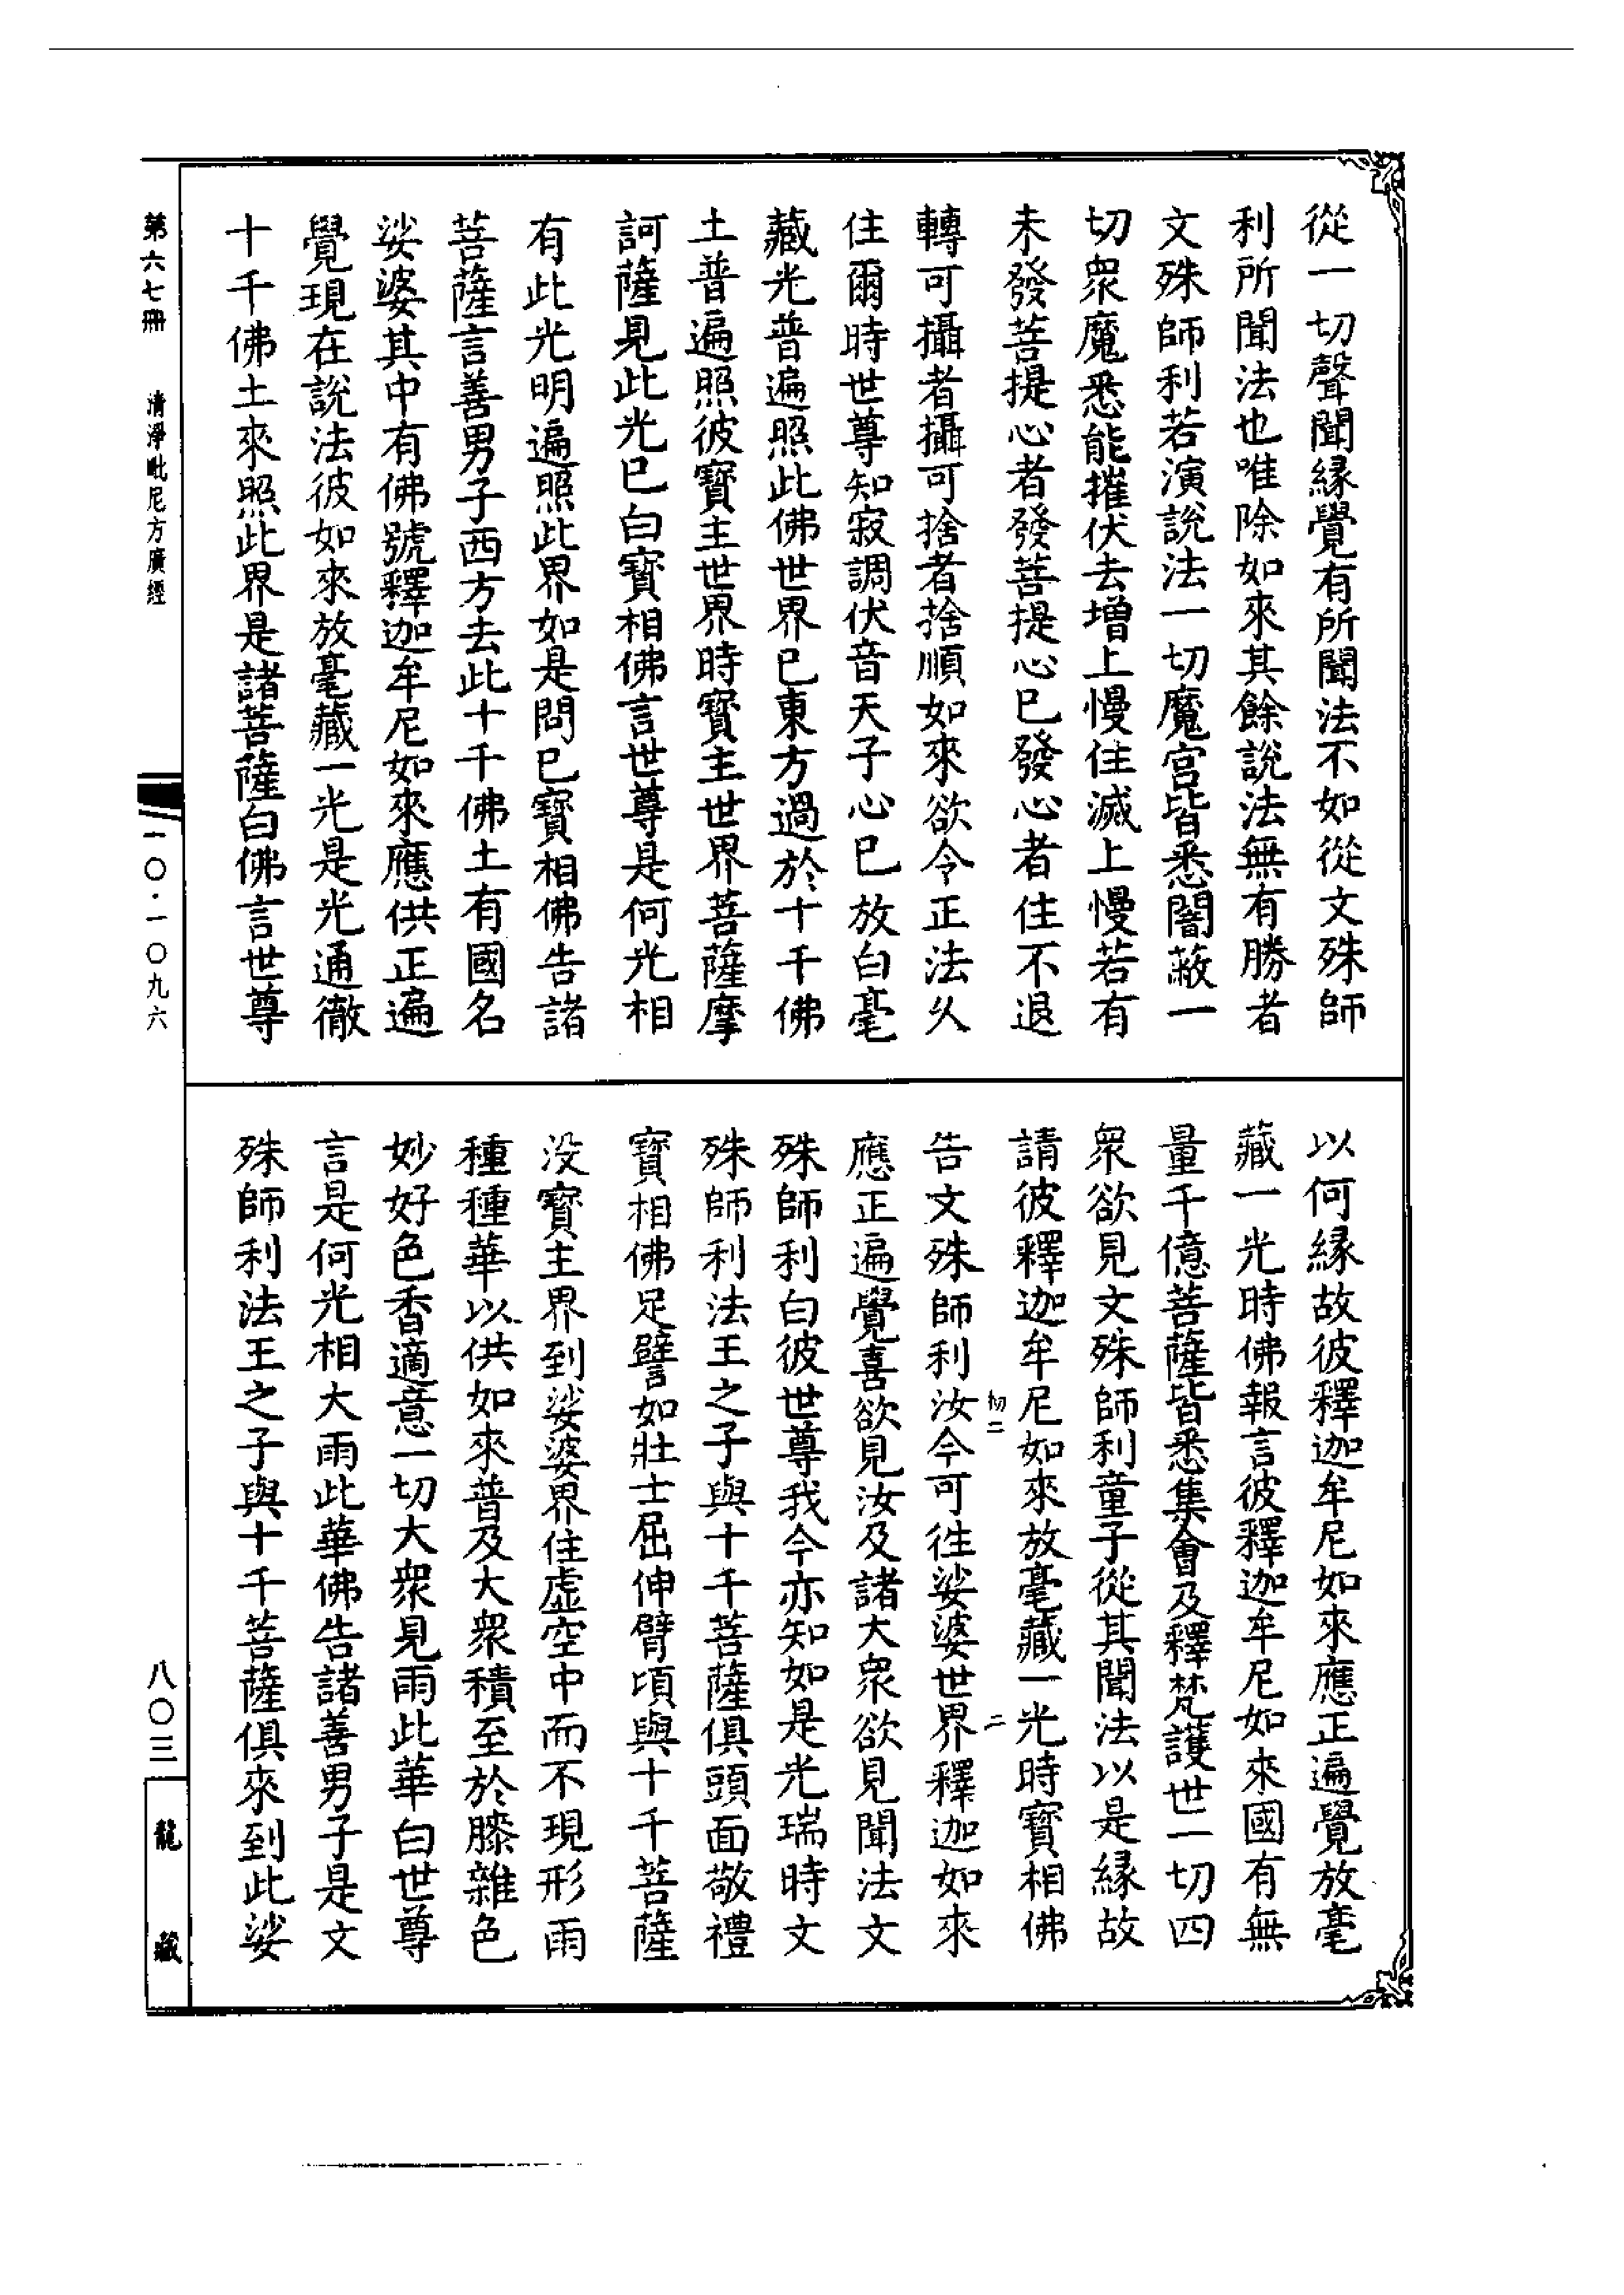 從一切聲聞緣覺有所聞法不如從文殊師
利所聞法也唯除如來其餘說法無有勝者
文殊師利若演說法一切魔宮皆悉闇蔽一
切眾魔悉能摧伏去增上慢住滅上慢若有
未發菩提心者發菩提心已發心者住不退
轉可攝者攝可捨者捨順如來欲令正法久
住爾時世尊知寂調伏音天子心已放白毫
藏光普遍照此佛世界已東方過於十千佛
土普遍照彼寶主世界時寶主世界菩薩摩
訶薩見此光已白寶相佛言世尊是何光相
有此光明遍照此界如是問已寶相佛告諸
菩薩言善男子西方去此十千佛土有國名
娑婆其中有佛號釋迦牟尼如來應供正遍
覺現在說法彼如來放毫藏一光是光通徹
十千佛土來照此界是諸菩薩白佛言世尊
以何緣故彼釋迦牟尼如來應正遍覺放毫
藏一光時佛報言彼釋迦牟尼如來國有無
量千億菩薩皆悉集會及釋梵護世一切四
眾欲見文殊師利童子從其聞法以是緣故
請彼釋迦牟尼如來放毫藏一光時寶相佛
初二 二
告文殊師利汝今可往娑婆世界釋迦如來
應正遍覺喜欲見汝及諸大眾欲見聞法文
殊師利白彼世尊我今亦知如是光瑞時文
殊師利法王之子與十千菩薩俱頭面敬禮
寶相佛足譬如壯士屈伸臂頃與十千菩薩
没寶主界到娑婆界住虛空中而不現形雨
種種華以供如來普及大眾積至於膝雜色
妙好色香適意一切大眾見雨此華白世尊
言是何光相大雨此華佛告諸善男子是文
殊師利法王之子與十千菩薩俱來到此娑
第六七冊 清淨毗尼方廣經
一〇·一〇九六
八〇三
龍藏